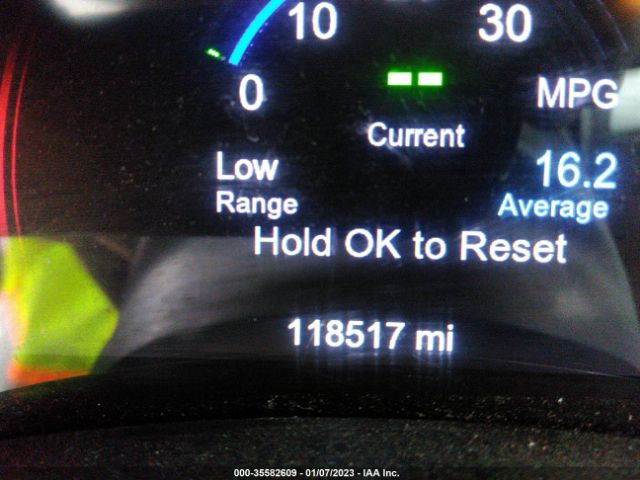 10 30
0 -- MPG
Current
Low 16.2
Range Average
Hold OK to Reset
118517 mi
000-35582609 - 01/07/2023 - IAA Inc.